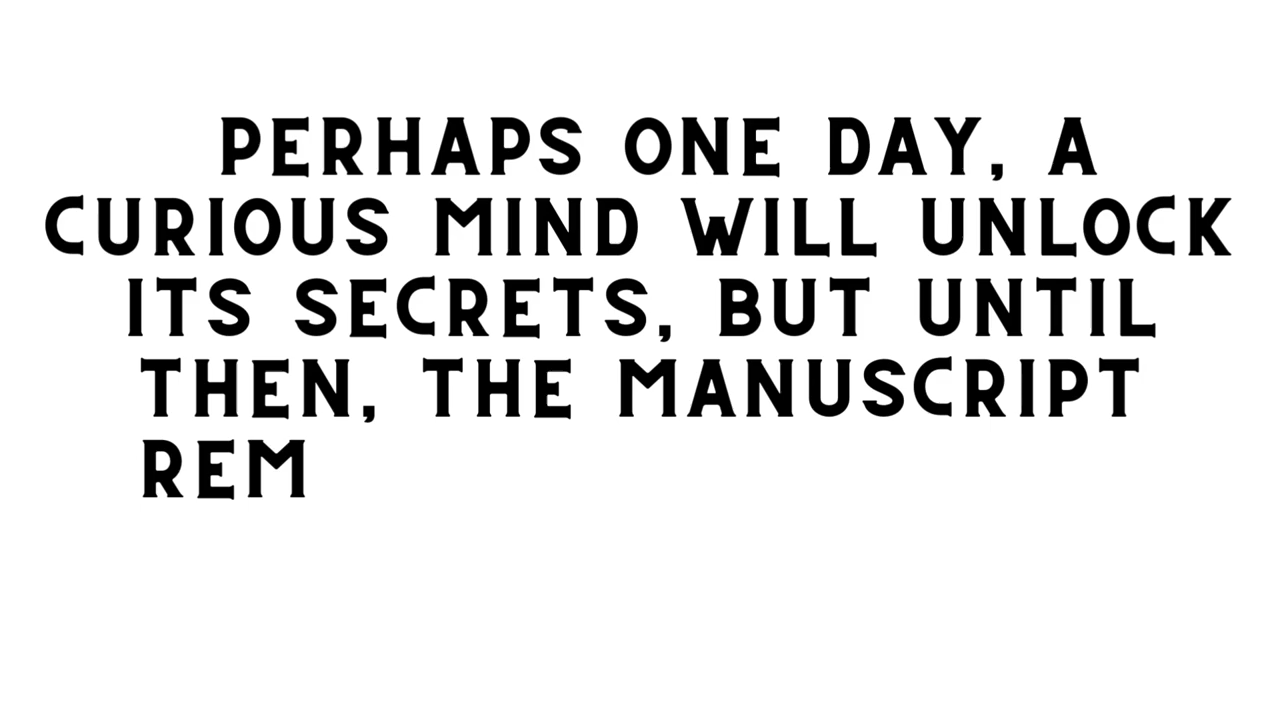 PERHAPS ONE DAY, A
CURIOUS MIND WILL UNLOCK
ITS SECRETS, BUT UNTIL
THEN, THE MANUSCRIPT
REM